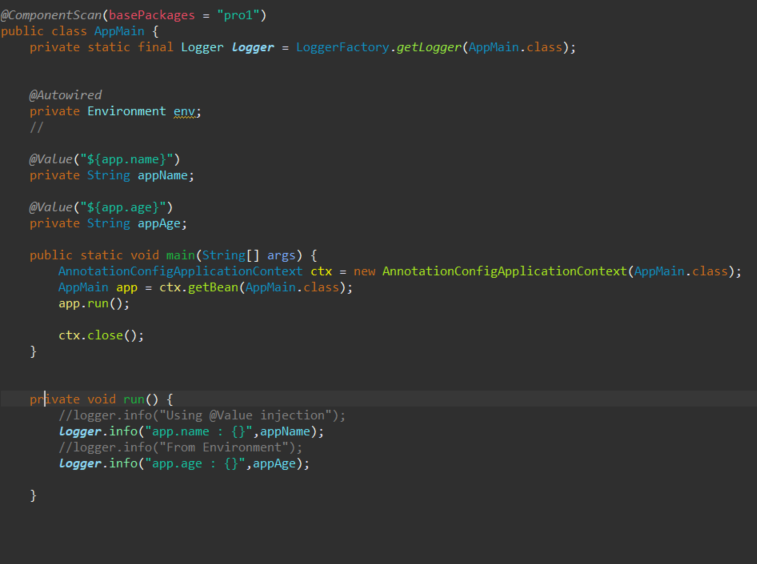 @ComponentScan(basePackages = "pro1")
public class AppMain {
private static final Logger logger = LoggerFactory.getLogger(AppMain.class);
@Autowired
private Environment env;
//
@Value("${app.name}")
private String appName;
@Value("${app.age}")
private String appAge;
public static void main(String[] args) {
AnnotationConfigApplicationContext ctx = new AnnotationConfigApplicationContext(AppMain.class);
AppMain app = ctx.getBean(AppMain.class);
app.run();
ctx.close();
}
private void run() {
//logger.info("Using @Value injection");
logger.info("app.name : {}",appName);
//logger.info("From Environment");
logger.info("app.age : {}",appAge);
}